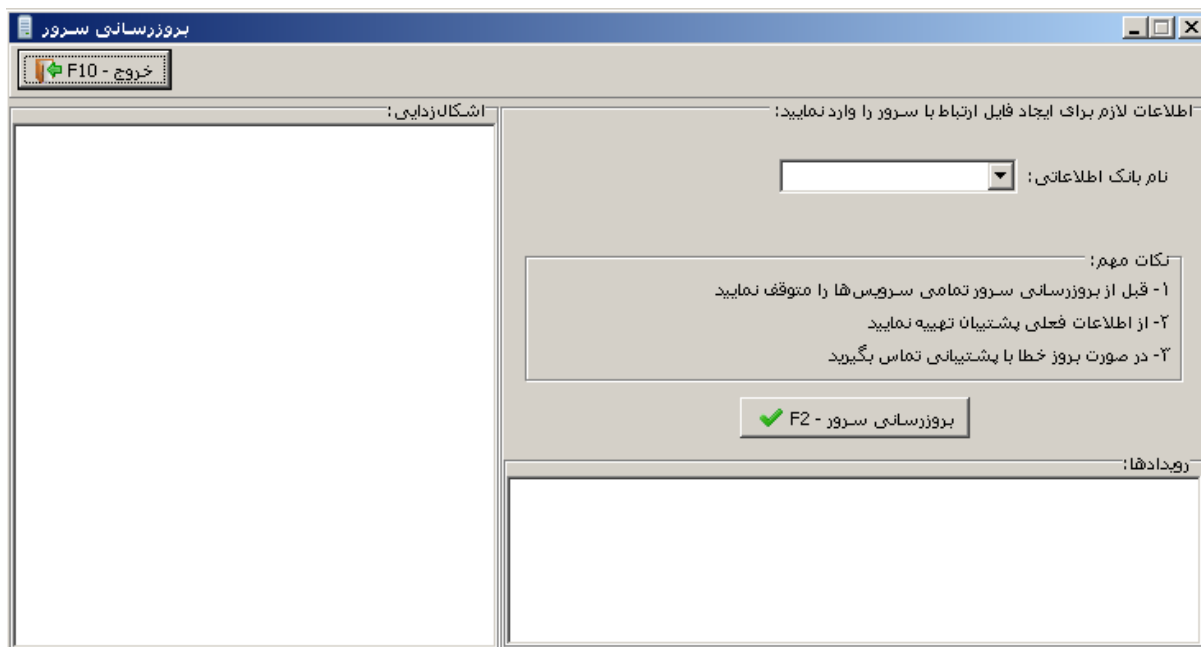 بروزرسانی سرور
خروج - F10
اطلاعات لازم برای ایجاد فایل ارتباط با سرور را وارد نمایید:
نام بانک اطلاعاتی:
نکات مهم:
۱- قبل از بروزرسانی سرور تمامی سرویس‌ها را متوقف نمایید
۲- از اطلاعات فعلی پشتیبان تهییه نمایید
۳- در صورت بروز خطا با پشتیبانی تماس بگیرید
بروزرسانی سرور - F2
رویدادها:
اشکال‌زدایی: